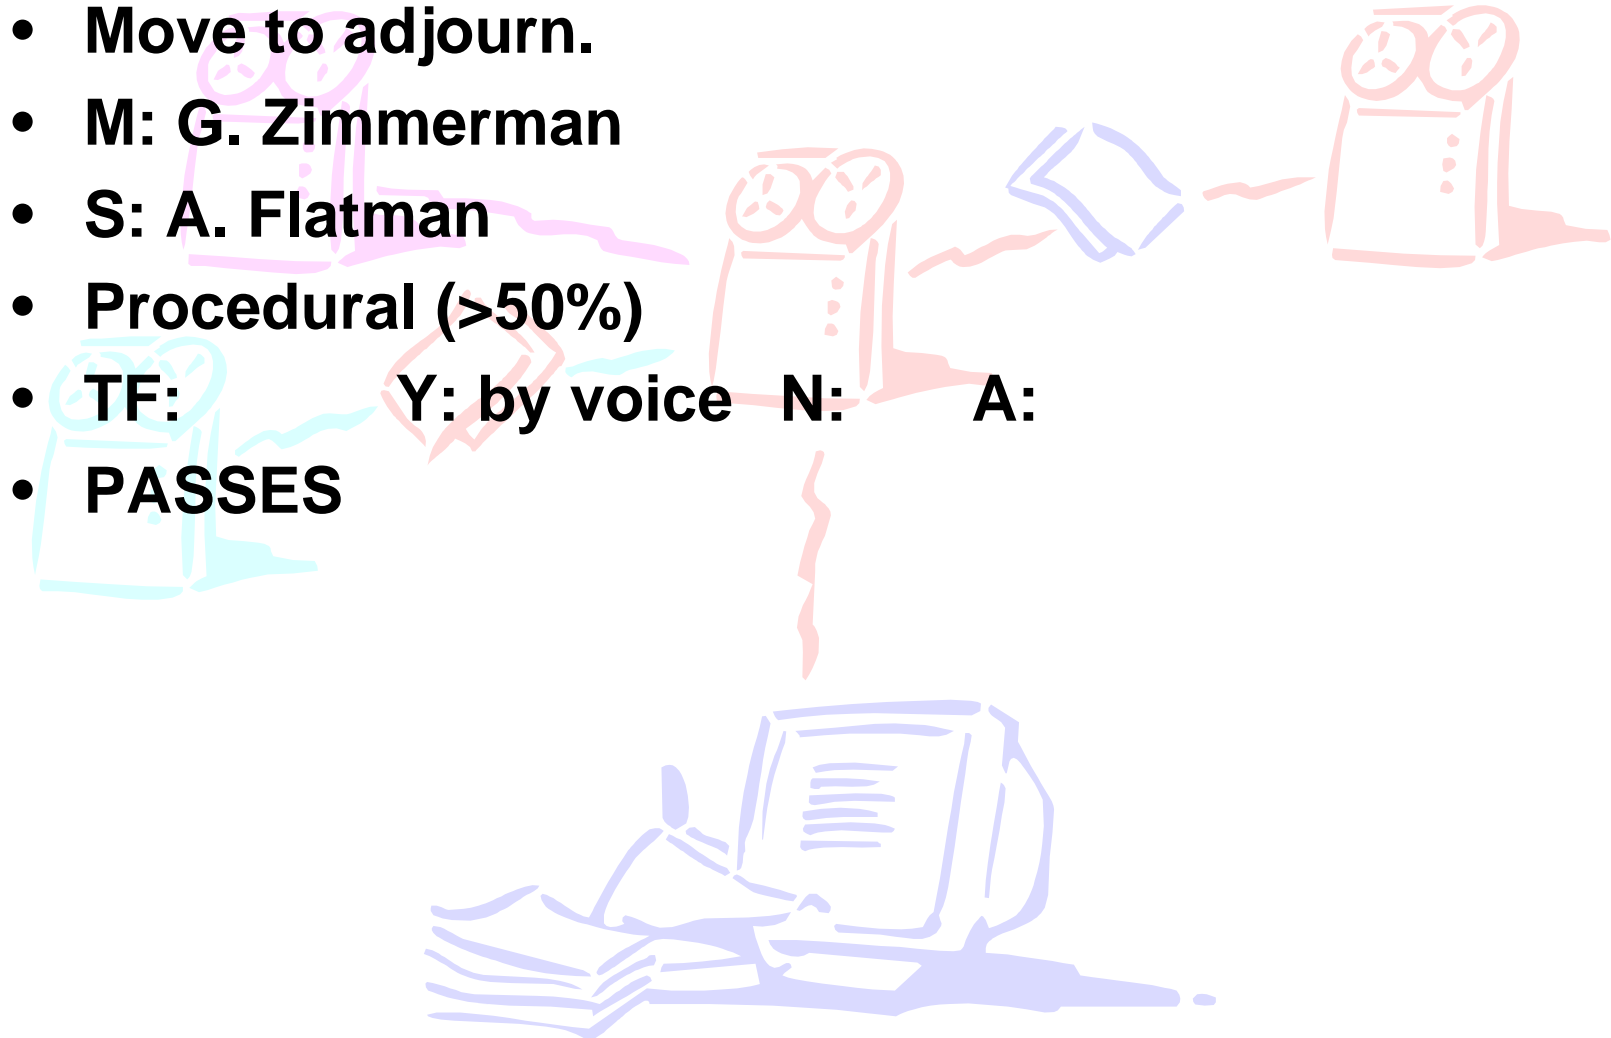 • Move to adjourn.
• M: G. Zimmerman
• S: A. Flatman
• Procedural (>50%)
• TF: Y: by voice N: A:
• PASSES